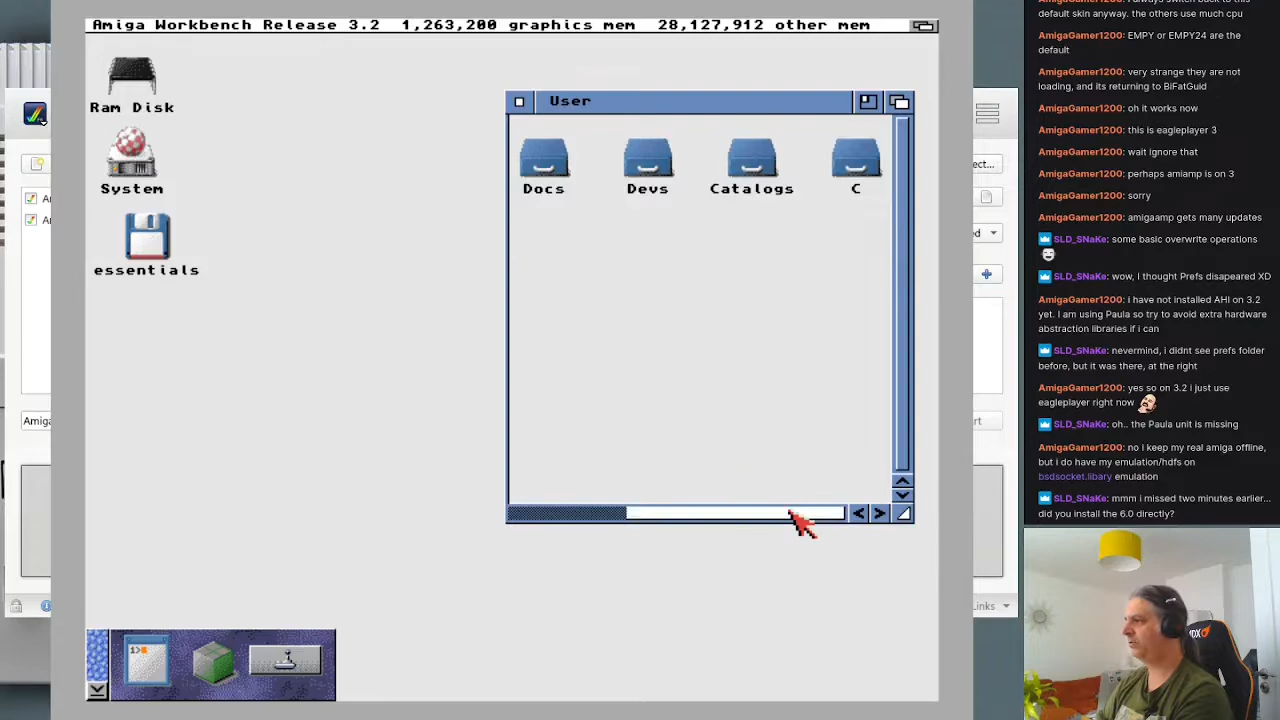 Amiga Workbench Release 3.2  1,263,200 graphics mem  28,127,912 other mem
Ram Disk
System
essentials
User
Docs
Devs
Catalogs
C
1>
Amiga
ect...
ed
rt
Links
default skin anyway. the others use much cpu
AmigaGamer1200: EMPY or EMPY24 are the
default
AmigaGamer1200: very strange they are not
loading, and its returning to BiFatGuid
AmigaGamer1200: oh it works now
AmigaGamer1200: this is eagleplayer 3
AmigaGamer1200: wait ignore that
AmigaGamer1200: perhaps amiamp is on 3
AmigaGamer1200: sorry
AmigaGamer1200: amigaamp gets many updates
SLD_SNaKe: some basic overwrite operations
SLD_SNaKe: wow, I thought Prefs disapeared XD
AmigaGamer1200: i have not installed AHI on 3.2
yet. I am using Paula so try to avoid extra hardware
abstraction libraries if i can
SLD_SNaKe: nevermind, i didnt see prefs folder
before, but it was there, at the right
AmigaGamer1200: yes so on 3.2 i just use
eagleplayer right now
SLD_SNaKe: oh.. the Paula unit is missing
AmigaGamer1200: no i keep my real amiga offline,
but i do have my emulation/hdfs on
bsdsocket.libary emulation
SLD_SNaKe: mmm i missed two minutes earlier...
did you install the 6.0 directly?